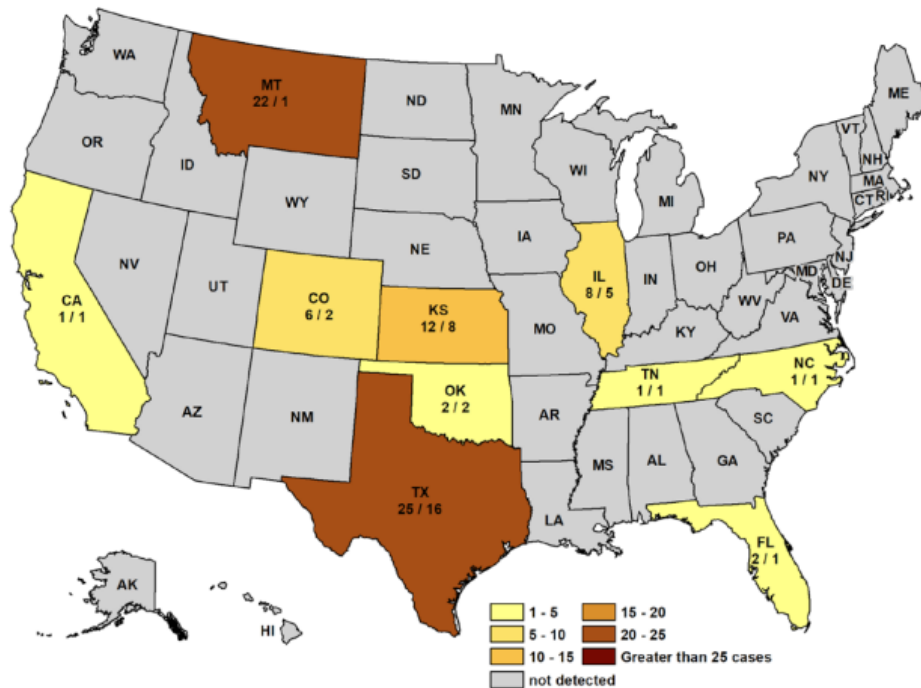 WA
MT
22 / 1
ND
MN
ME
VT
NH
OR
ID
SD
WI
MI
NY
MA
CT
RI
WY
IA
PA
NJ
NE
IL
8 / 5
IN
OH
MD
DE
NV
UT
CO
6 / 2
KS
12 / 8
MO
WV
VA
KY
CA
1 / 1
OK
2 / 2
TN
1 / 1
NC
1 / 1
AZ
NM
AR
SC
MS
AL
GA
TX
25 / 16
LA
FL
2 / 1
AK
HI
1 - 5
15 - 20
5 - 10
20 - 25
10 - 15
Greater than 25 cases
not detected